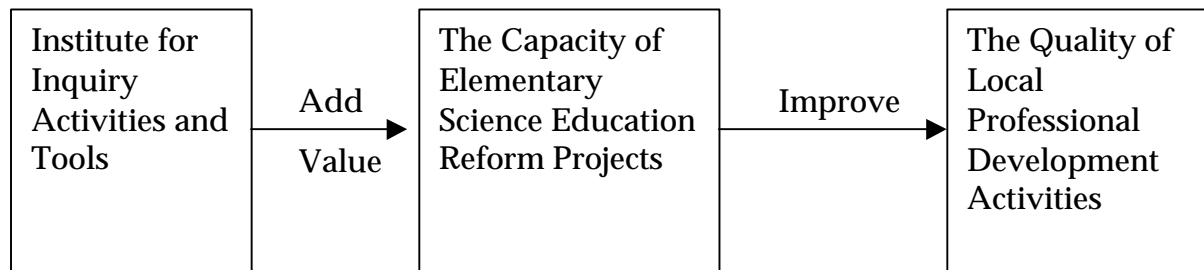 Institute for
Inquiry
Activities and
Tools
Add
Value
The Capacity of
Elementary
Science Education
Reform Projects
Improve
The Quality of
Local
Professional
Development
Activities